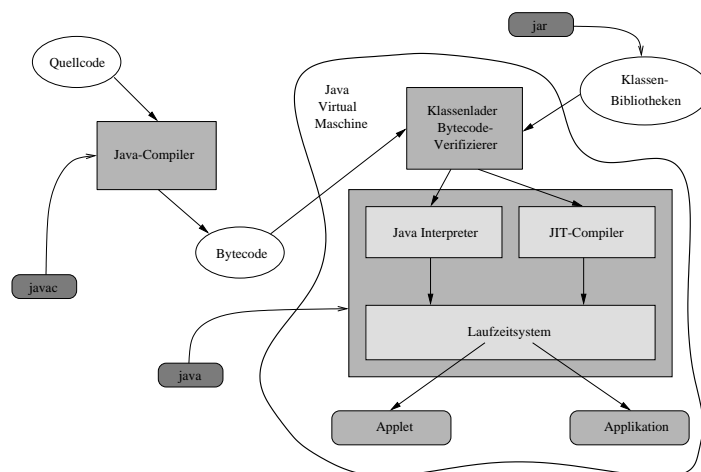 jar
Quellcode
Klassen-
Bibliotheken
Java
Virtual
Maschine
Klassenlader
Bytecode-
Verifizierer
Java-Compiler
Java Interpreter
JIT-Compiler
Bytecode
javac
Laufzeitsystem
java
Applet
Applikation